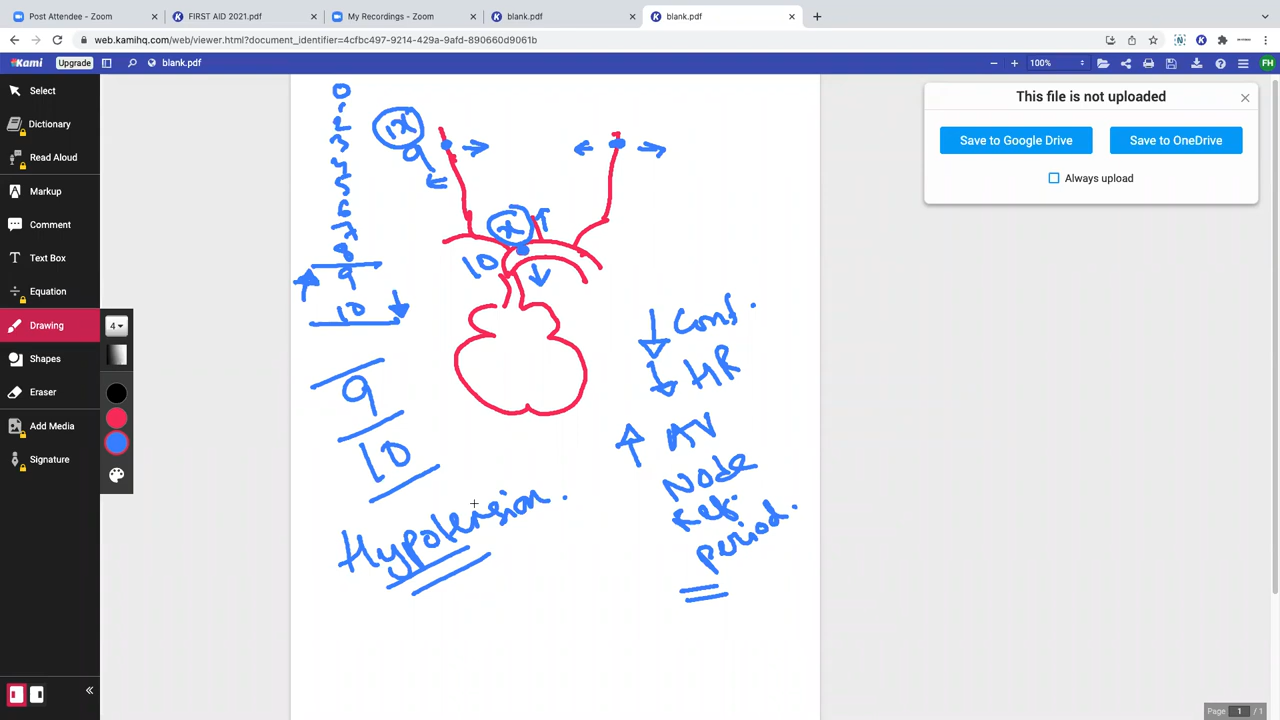 Post Attendee - Zoom
FIRST AID 2021.pdf
My Recordings - Zoom
blank.pdf
blank.pdf
web.kamihq.com/web/viewer.html?document_identifier=4cfbc497-9214-429a-9afd-890660d9061b
Kami
Upgrade
blank.pdf
100%
FH
Select
Dictionary
Read Aloud
Markup
Comment
Text Box
Equation
Drawing
Shapes
Eraser
Add Media
Signature
4
This file is not uploaded
Save to Google Drive
Save to OneDrive
Always upload
0
1
2
3
4
5
6
7
8
9
10
IX
9
X
10
9
10
Hypotension.
↓ Cont.
↓ HR
↑ AV
Node
period.
Page 1 / 1